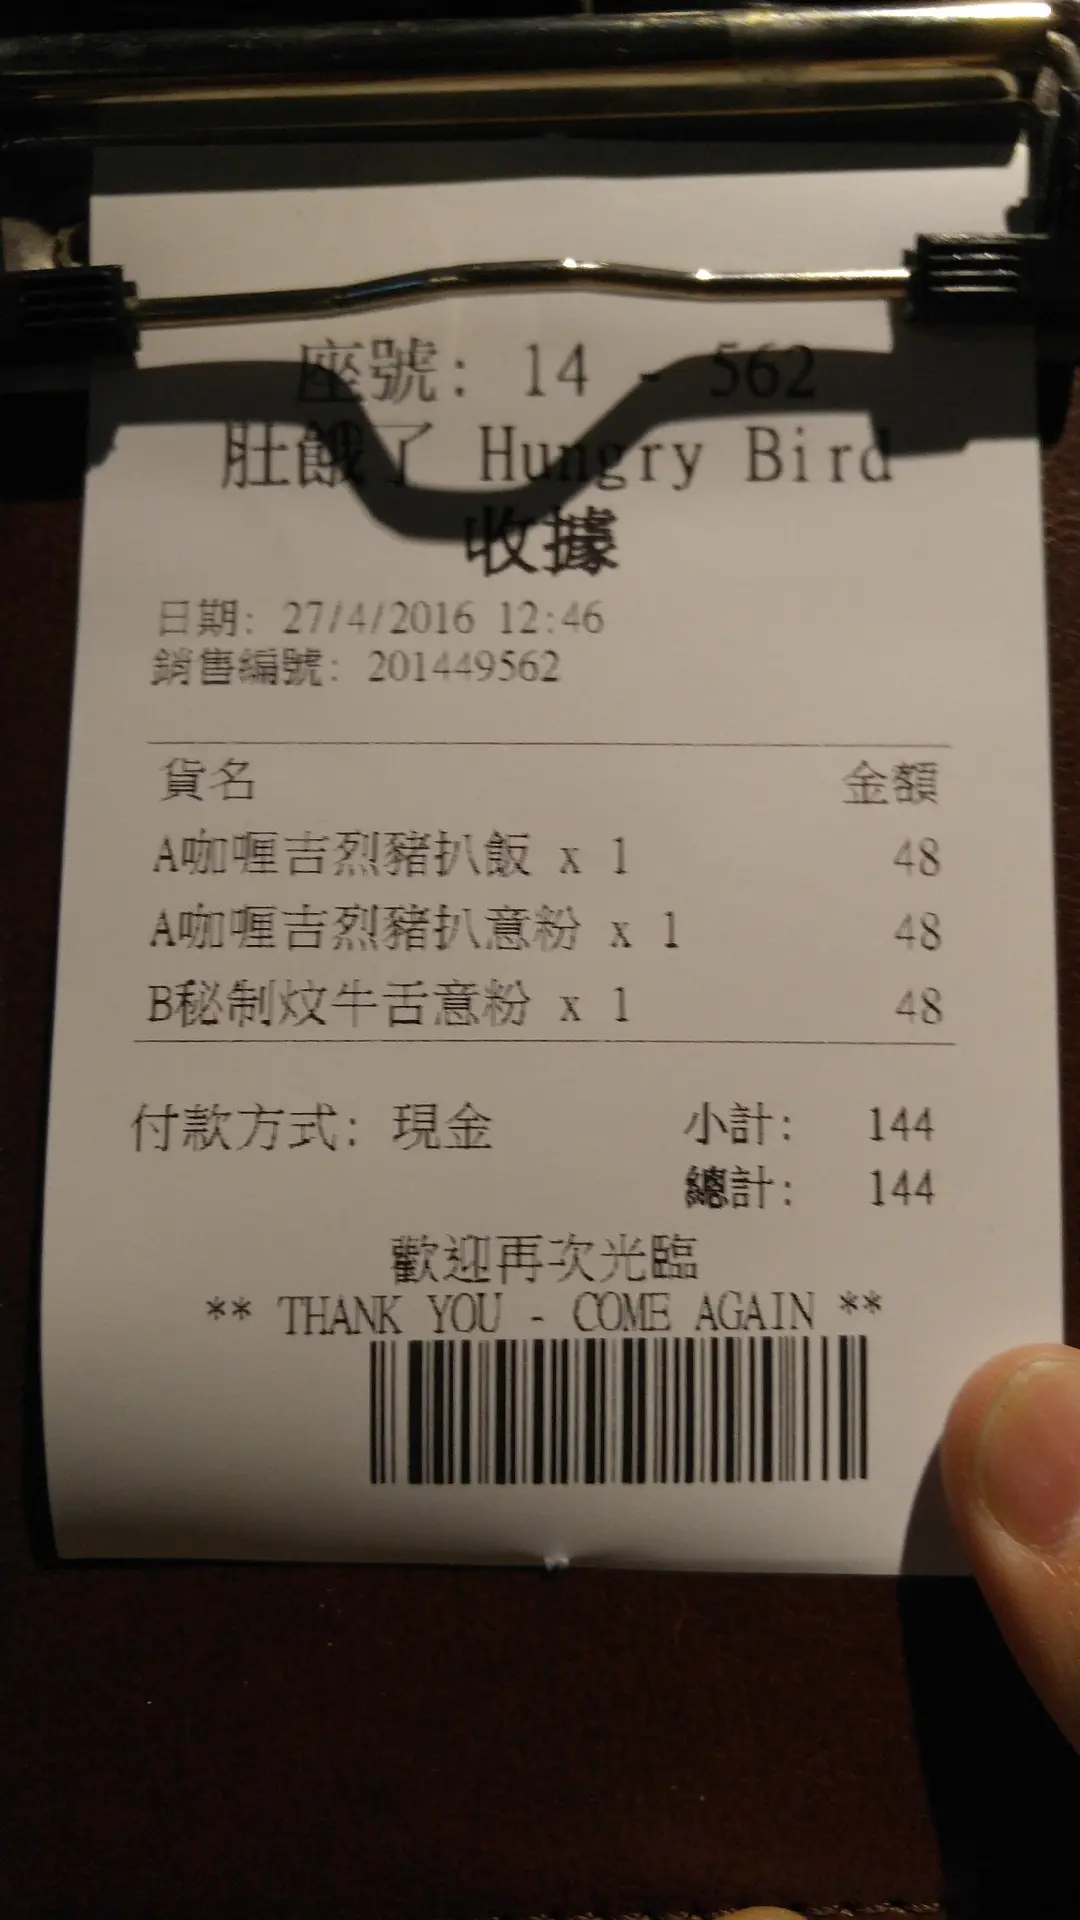 座號: 14 - 562
肚餓了 Hungry Bird
收據
日期: 27/4/2016 12:46
銷售編號: 201449562
貨名 金額
A咖喱吉烈豬扒飯 x 1 48
A咖喱吉烈豬扒意粉 x 1 48
B秘制炆牛舌意粉 x 1 48
付款方式: 現金 小計: 144
總計: 144
歡迎再次光臨
** THANK YOU - COME AGAIN **